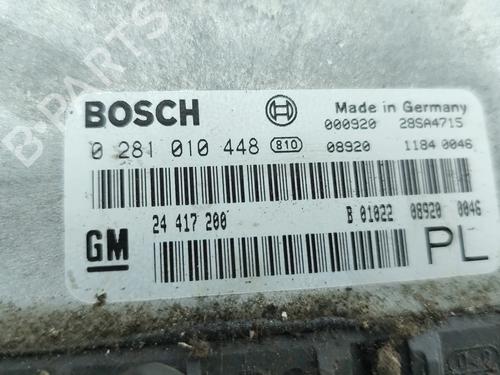 B-PARTS
BOSCH
Made in Germany
000920 28SA4715
0 281 010 448 810 08920 1184 0046
24 417 200 B 01022 08920 0046
GM
PL